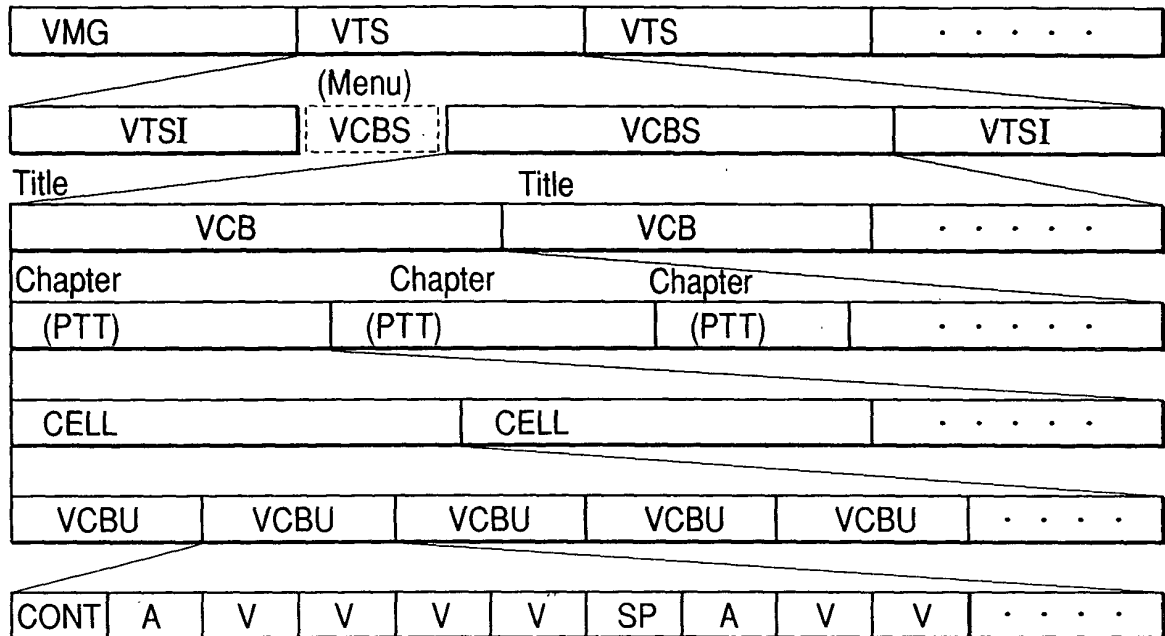 VMG VTS VTS . . . . .
(Menu)
VTSI VCBS VCBS VTSI
Title Title
VCB VCB . . . . .
Chapter Chapter Chapter
(PTT) (PTT) (PTT) . . . . .
CELL CELL . . . . .
VCBU VCBU VCBU VCBU VCBU . . . .
CONT A V V V V SP A V V . . . .